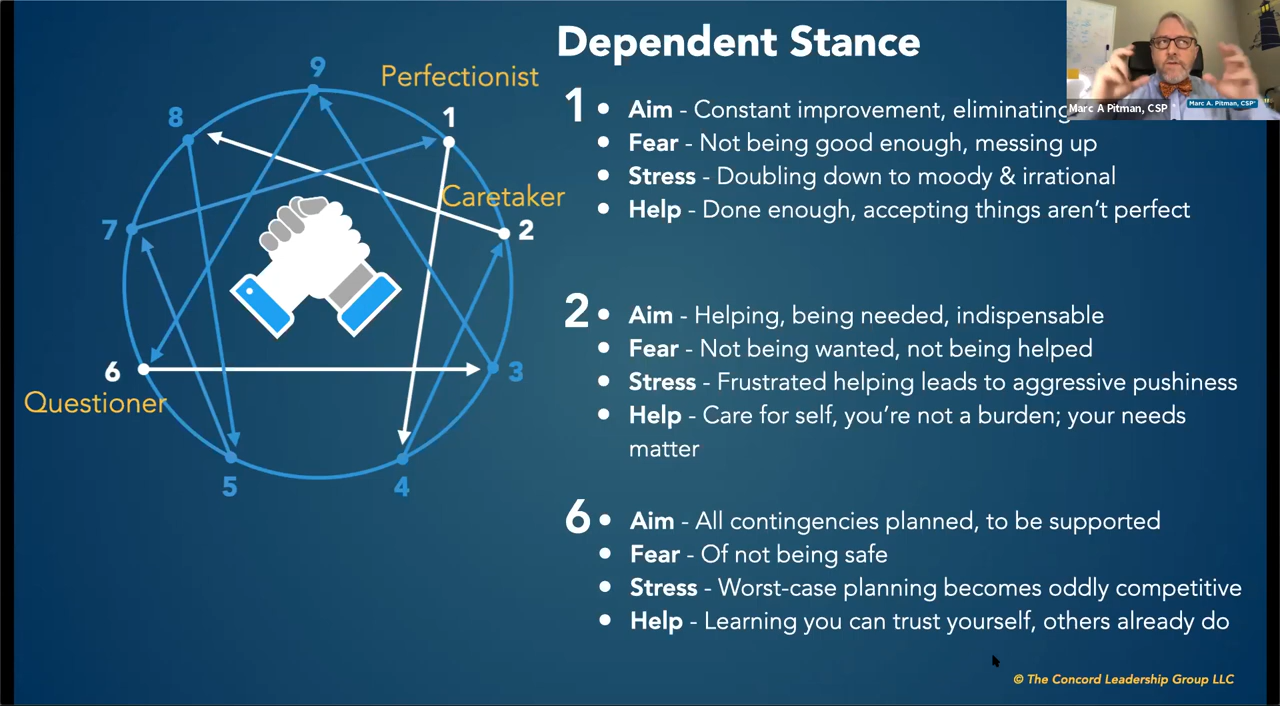 Dependent Stance
9
Perfectionist
8
1
Caretaker
7
2
6
3
Questioner
5
4
1
Aim - Constant improvement, eliminating
Fear - Not being good enough, messing up
Stress - Doubling down to moody & irrational
Help - Done enough, accepting things aren't perfect
2
Aim - Helping, being needed, indispensable
Fear - Not being wanted, not being helped
Stress - Frustrated helping leads to aggressive pushiness
Help - Care for self, you're not a burden; your needs
matter
6
Aim - All contingencies planned, to be supported
Fear - Of not being safe
Stress - Worst-case planning becomes oddly competitive
Help - Learning you can trust yourself, others already do
Marc A Pitman, CSP
Marc A. Pitman, CSP
© The Concord Leadership Group LLC